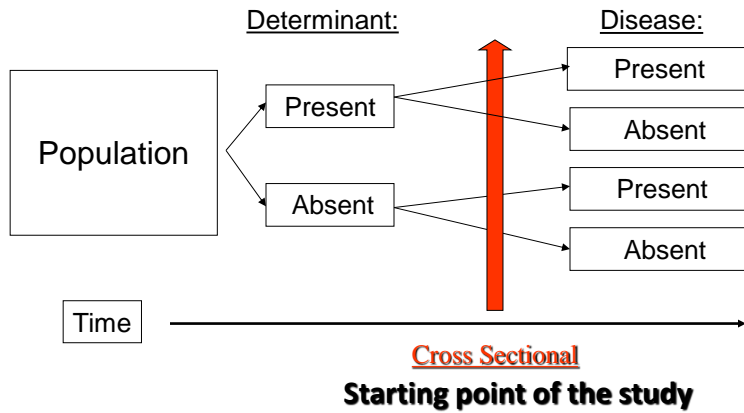 Determinant: Disease:
Present
Present
Population
Absent
Absent
Present
Absent
Time
Cross Sectional
Starting point of the study